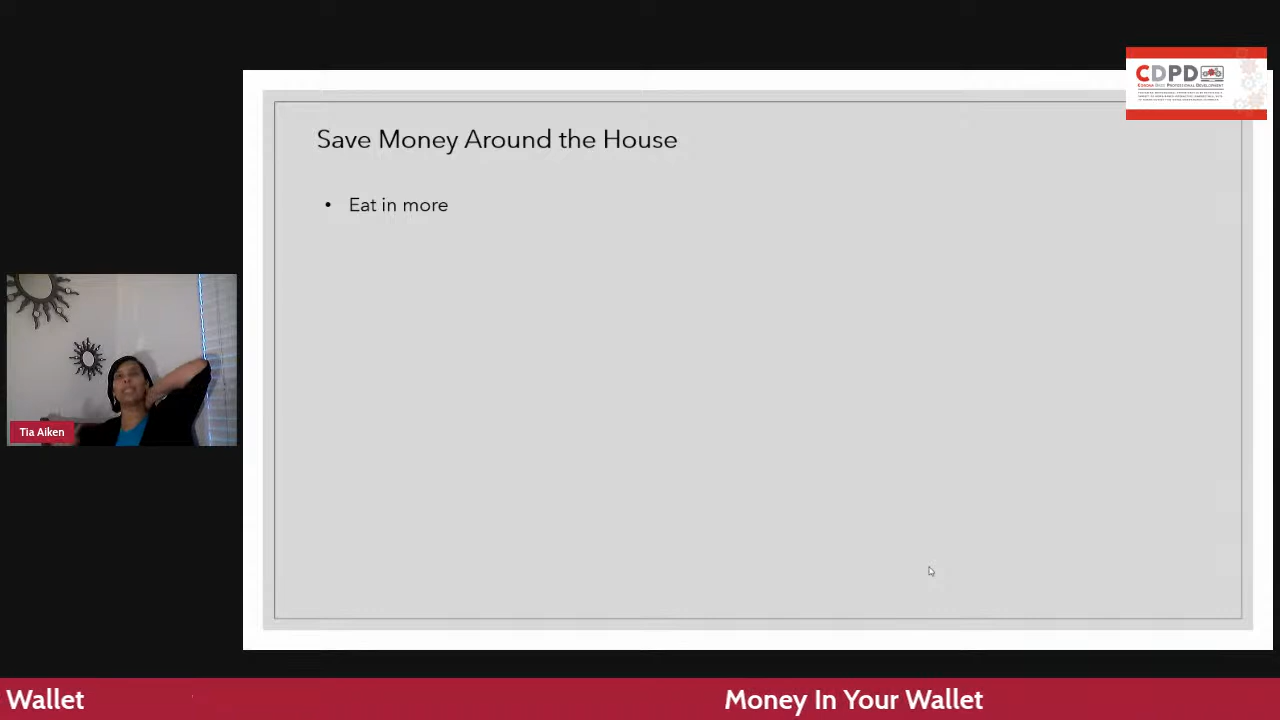 CDPD
Save Money Around the House
• Eat in more
Tia Aiken
Wallet
Money In Your Wallet